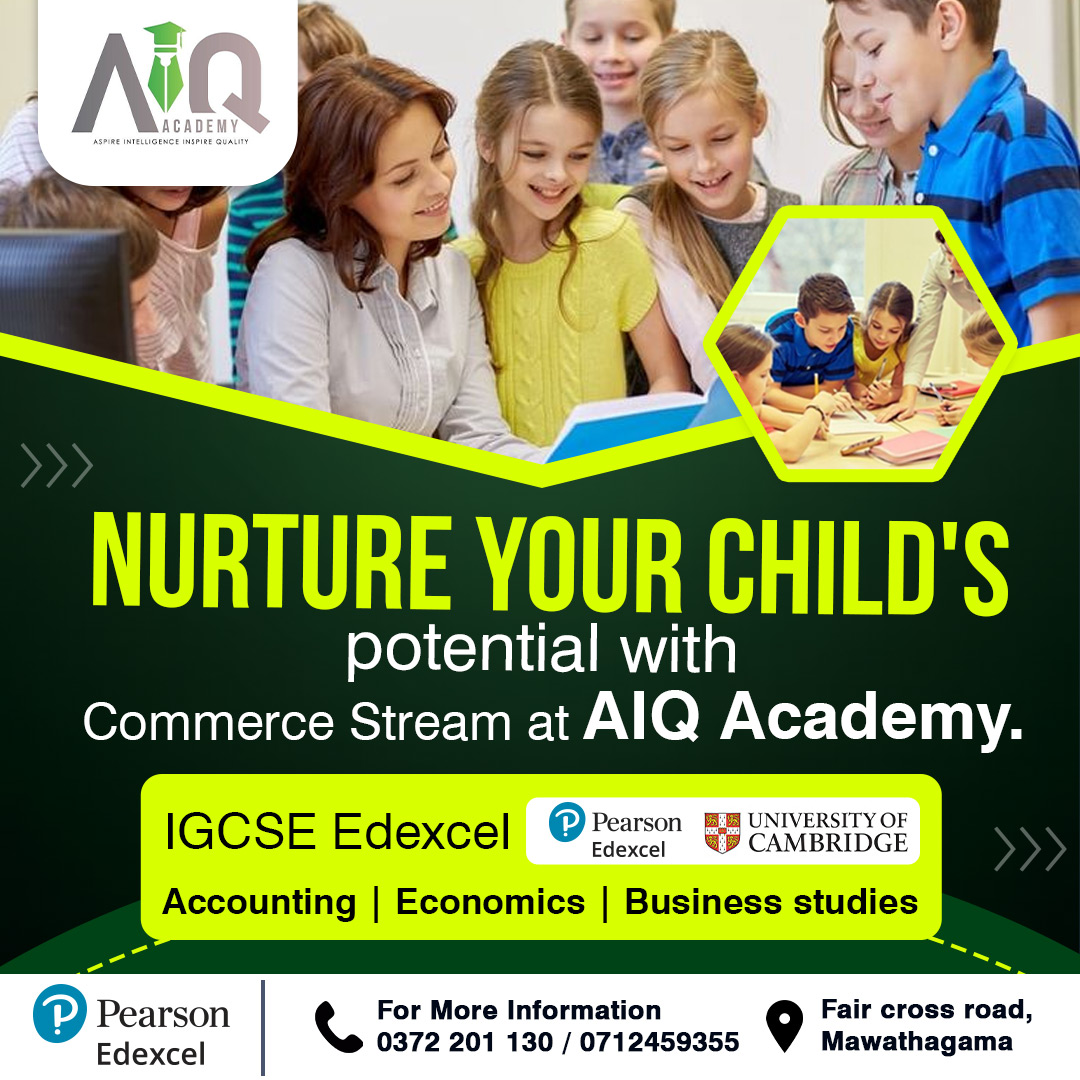 AIQ
ACADEMY
ASPIRE INTELLIGENCE INSPIRE QUALITY
NURTURE YOUR CHILD'S
potential with
Commerce Stream at AIQ Academy.
IGCSE Edexcel
Pearson
Edexcel
UNIVERSITY OF
CAMBRIDGE
Accounting | Economics | Business studies
Pearson
Edexcel
For More Information
0372 201 130 / 0712459355
Fair cross road,
Mawathagama